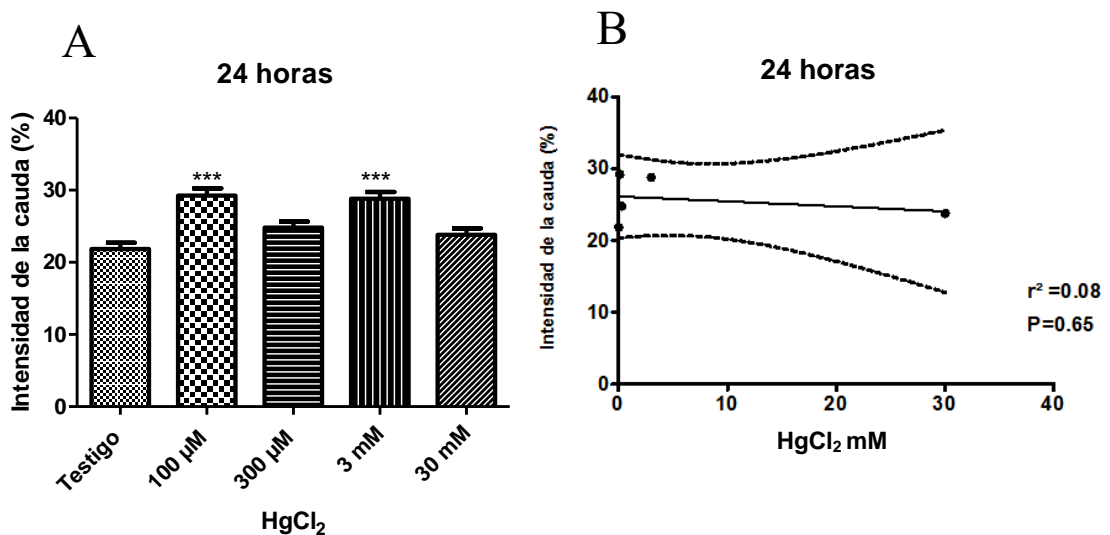 A
24 horas
Intensidad de la cauda (%)
40
30
20
10
0
***
***
Testigo
100 µM
300 µM
3 mM
30 mM
HgCl₂
B
24 horas
Intensidad de la cauda (%)
40
30
20
10
0
0
10
20
30
40
r² =0.08
P=0.65
HgCl₂ mM